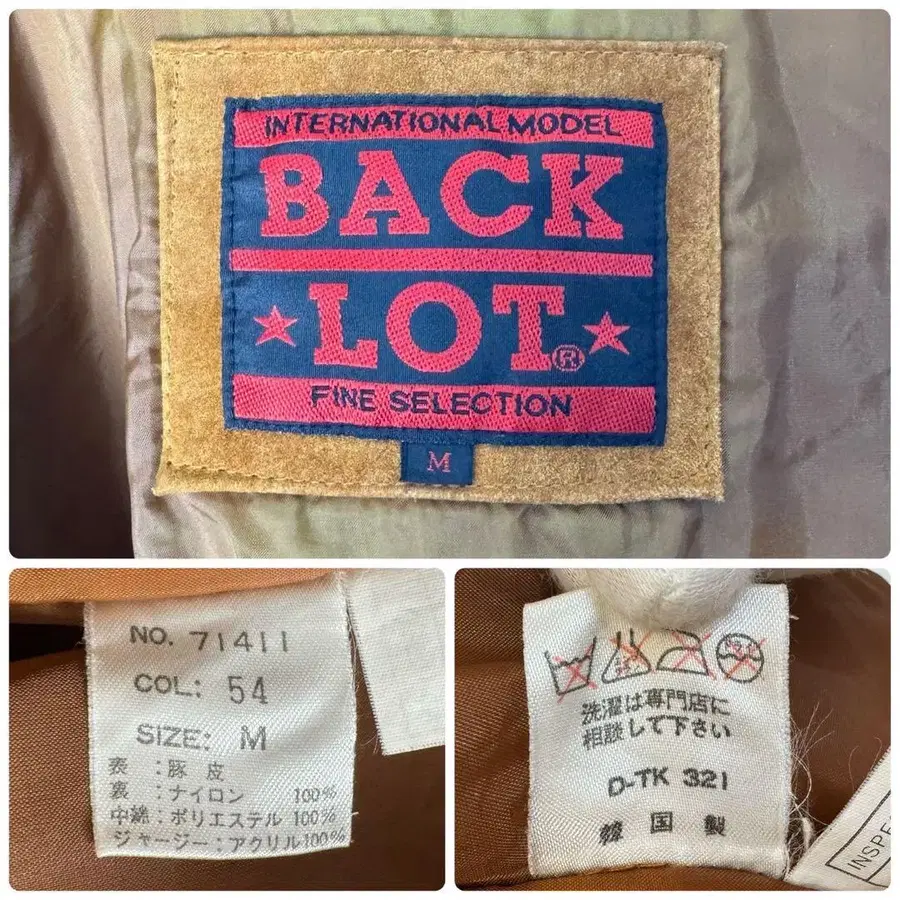 INTERNATIONAL MODEL
BACK
LOT®
FINE SELECTION
M
NO. 71411
COL: 54
SIZE: M
表 : 豚 皮
裏 : ナイロン 100%
中綿: ポリエステル 100%
ジャージー: アクリル100%
洗濯は専門店に
相談して下さい
D-TK 321
韓 国 製